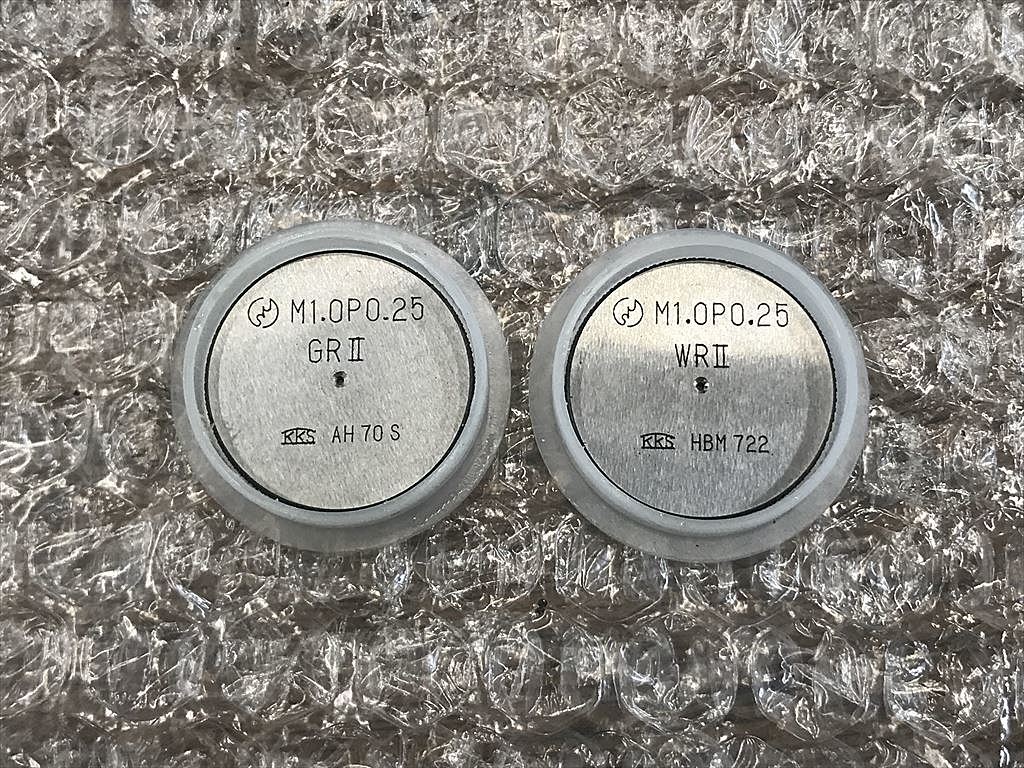 M1.0P0.25
GRⅡ
KKS AH70S
M1.0P0.25
WRⅡ
KKS HBM722